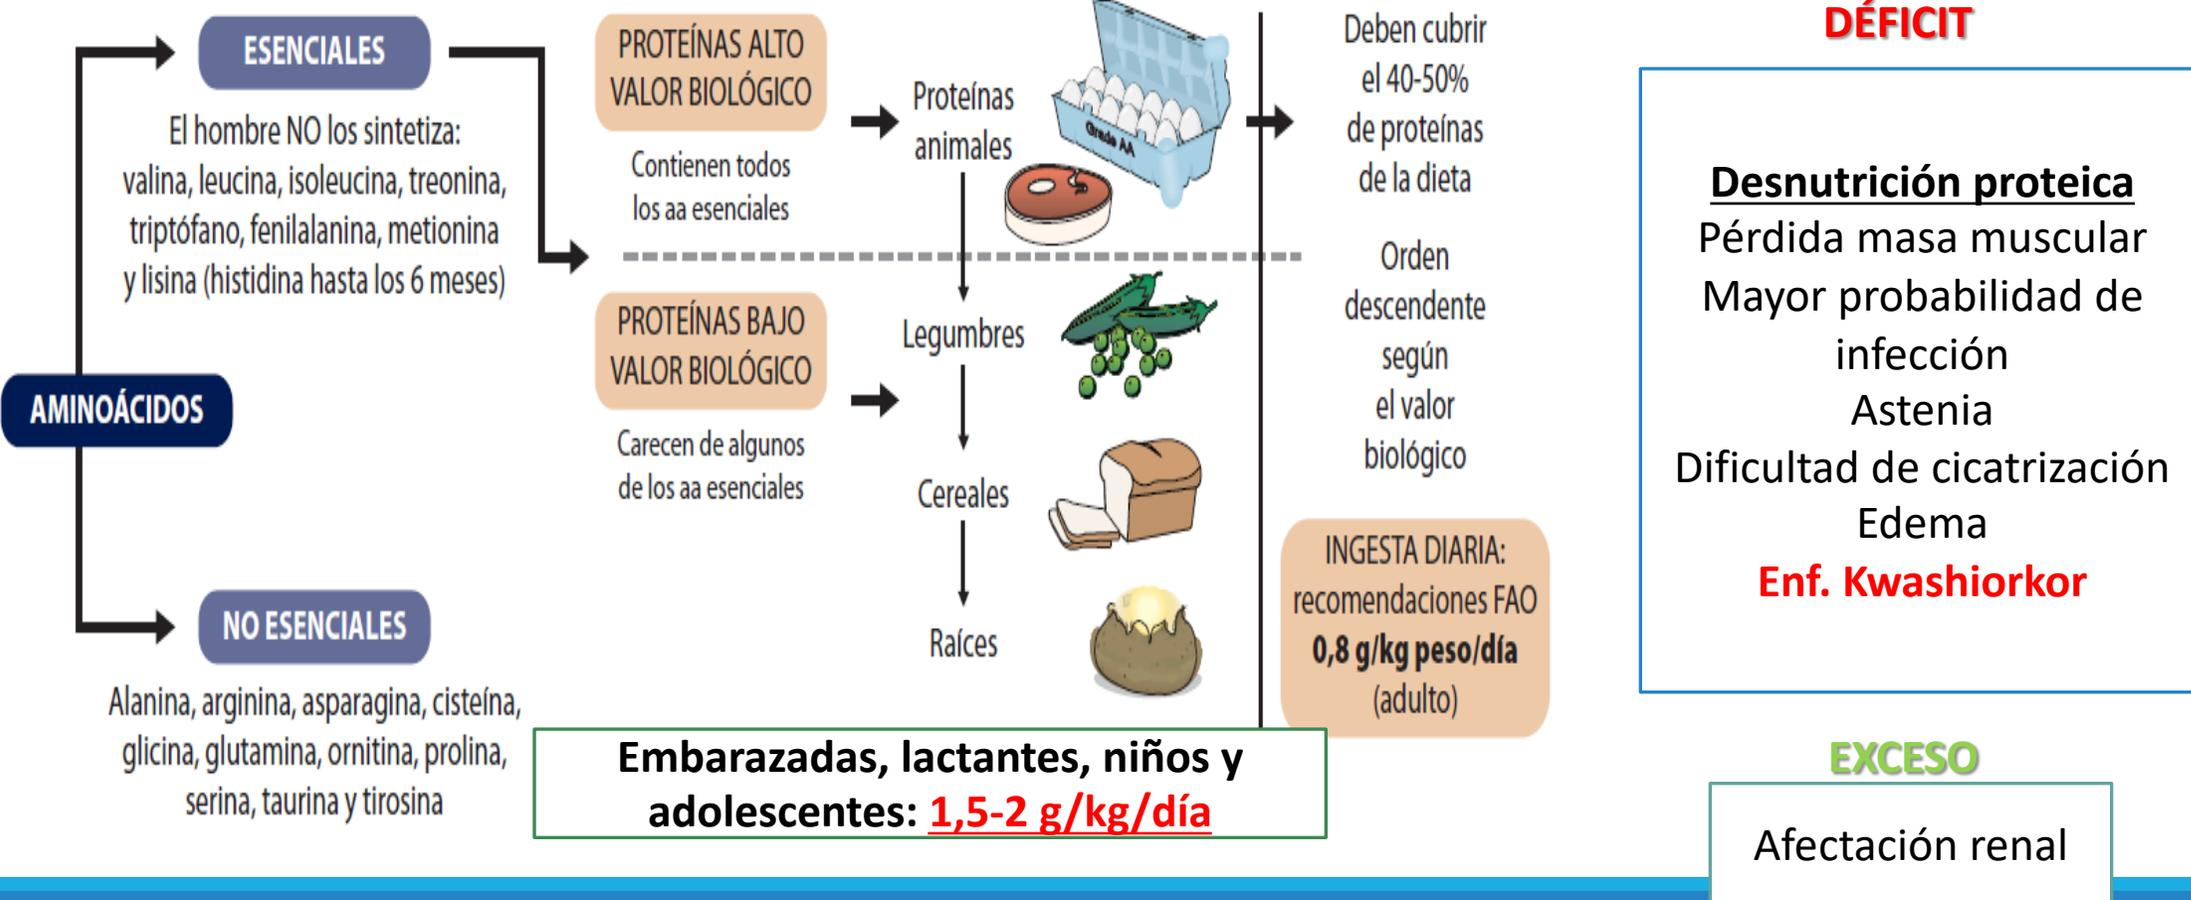 AMINOÁCIDOS
ESENCIALES
El hombre NO los sintetiza:
valina, leucina, isoleucina, treonina,
triptófano, fenilalanina, metionina
y lisina (histidina hasta los 6 meses)
NO ESENCIALES
Alanina, arginina, asparagina, cisteína,
glicina, glutamina, ornitina, prolina,
serina, taurina y tirosina
PROTEÍNAS ALTO
VALOR BIOLÓGICO
Contienen todos
los aa esenciales
PROTEÍNAS BAJO
VALOR BIOLÓGICO
Carecen de algunos
de los aa esenciales
Proteínas
animales
Grade AA
Legumbres
Cereales
Raíces
Deben cubrir
el 40-50%
de proteínas
de la dieta
Orden
descendente
según
el valor
biológico
INGESTA DIARIA:
recomendaciones FAO
0,8 g/kg peso/día
(adulto)
Embarazadas, lactantes, niños y
adolescentes: 1,5-2 g/kg/día
DÉFICIT
Desnutrición proteica
Pérdida masa muscular
Mayor probabilidad de
infección
Astenia
Dificultad de cicatrización
Edema
Enf. Kwashiorkor
EXCESO
Afectación renal